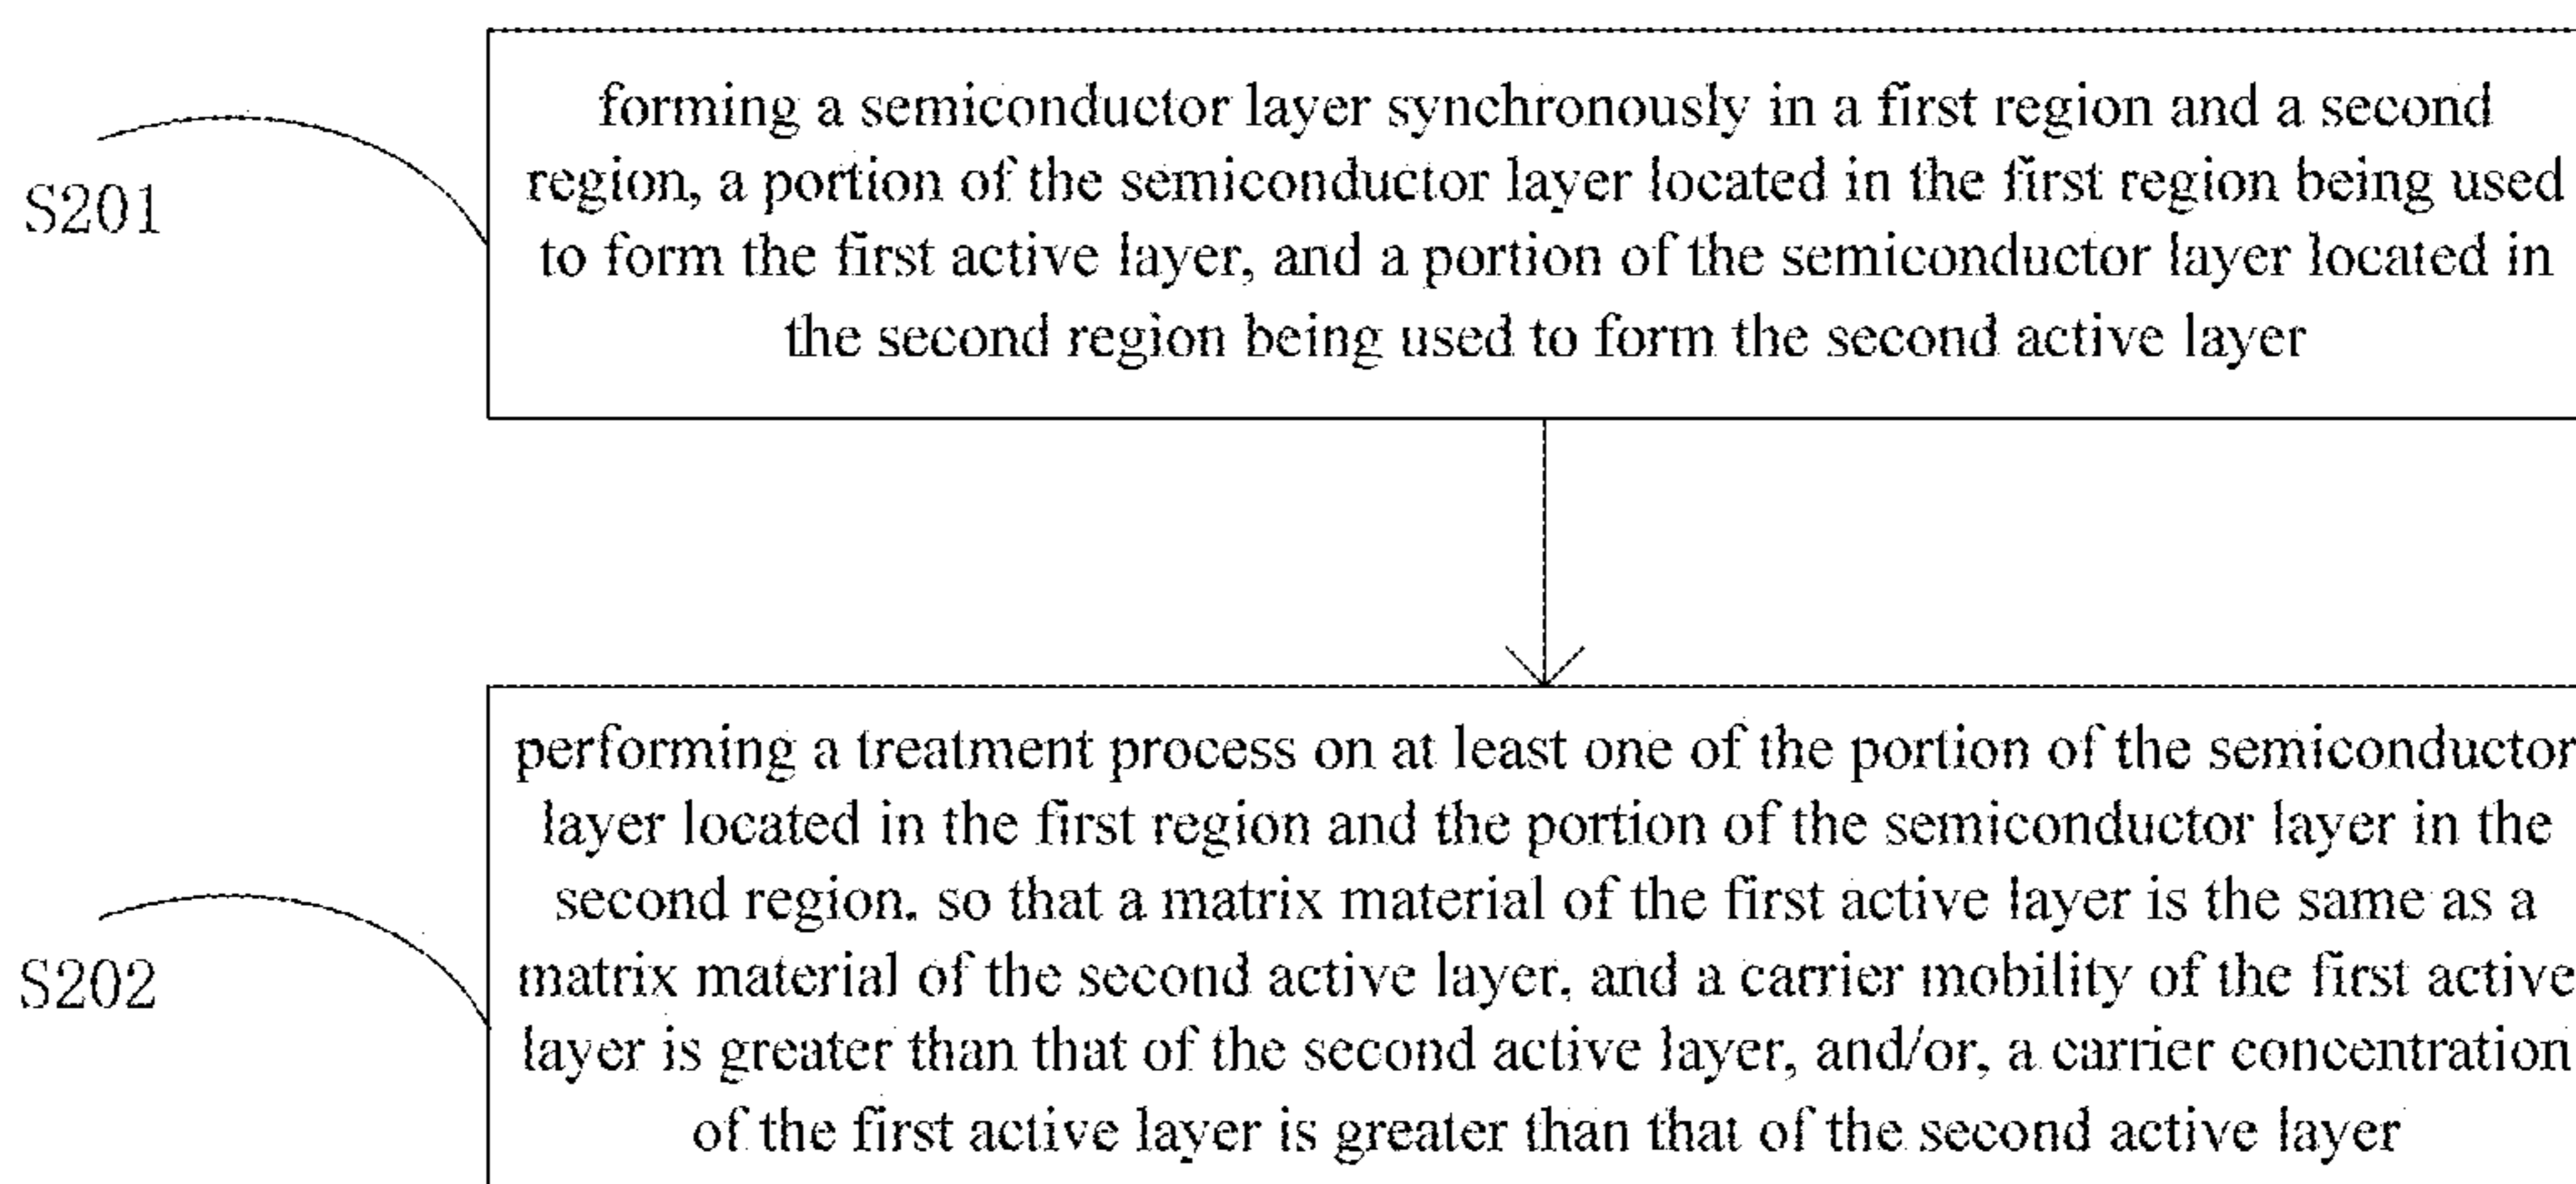 S201
forming a semiconductor layer synchronously in a first region and a second
region, a portion of the semiconductor layer located in the first region being used
to form the first active layer, and a portion of the semiconductor layer located in
the second region being used to form the second active layer
S202
performing a treatment process on at least one of the portion of the semiconductor
layer located in the first region and the portion of the semiconductor layer in the
second region, so that a matrix material of the first active layer is the same as a
matrix material of the second active layer, and a carrier mobility of the first active
layer is greater than that of the second active layer, and/or, a carrier concentration
of the first active layer is greater than that of the second active layer